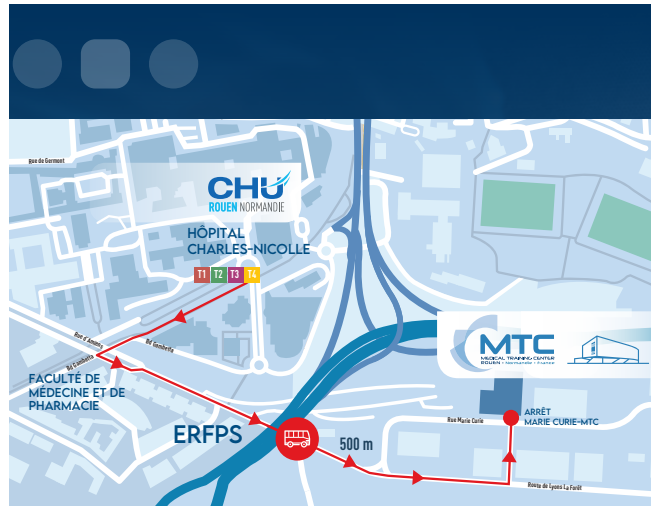 Rue de Germont
CHU
ROUEN NORMANDIE
HÔPITAL
CHARLES-NICOLLE
T1 T2 T3 T4
Rue d'Amiens
Bd Gambetta
Bd Gambetta
MTC
MEDICAL TRAINING CENTER
ROUEN • Normandie • France
FACULTÉ DE
MÉDECINE ET DE
PHARMACIE
ARRÊT
MARIE CURIE-MTC
Rue Marie Curie
ERFPS
500 m
Route de Lyons La Forêt